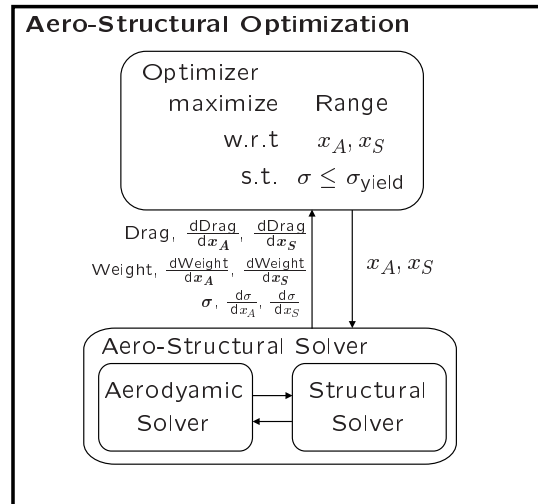 Aero-Structural Optimization
Optimizer
maximize Range
w.r.t x_A, x_S
s.t. σ ≤ σ_yield
Drag, dDrag/dx_A, dDrag/dx_S
Weight, dWeight/dx_A, dWeight/dx_S
σ, dσ/dx_A, dσ/dx_S
x_A, x_S
Aero-Structural Solver
Aerodyamic
Solver
Structural
Solver